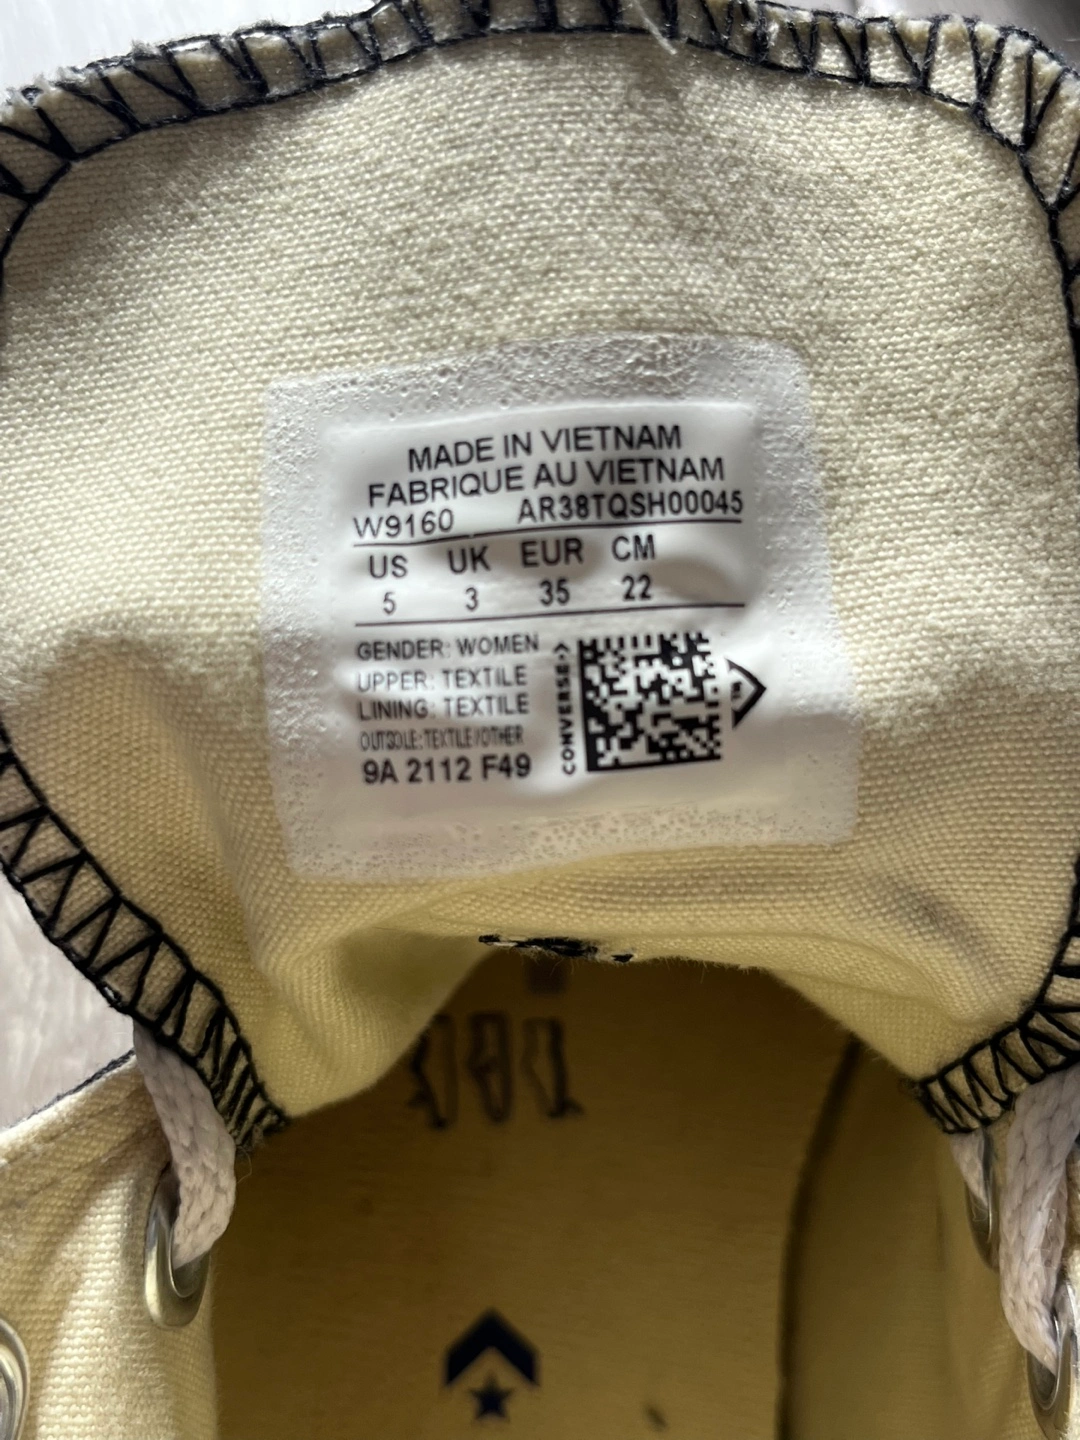 MADE IN VIETNAM
FABRIQUE AU VIETNAM
W9160 AR38TQSH00045
US UK EUR CM
5 3 35 22
GENDER: WOMEN
UPPER: TEXTILE
LINING: TEXTILE
OUTSOLE: TEXTILE/OTHER
9A 2112 F49
CONVERSE
TM